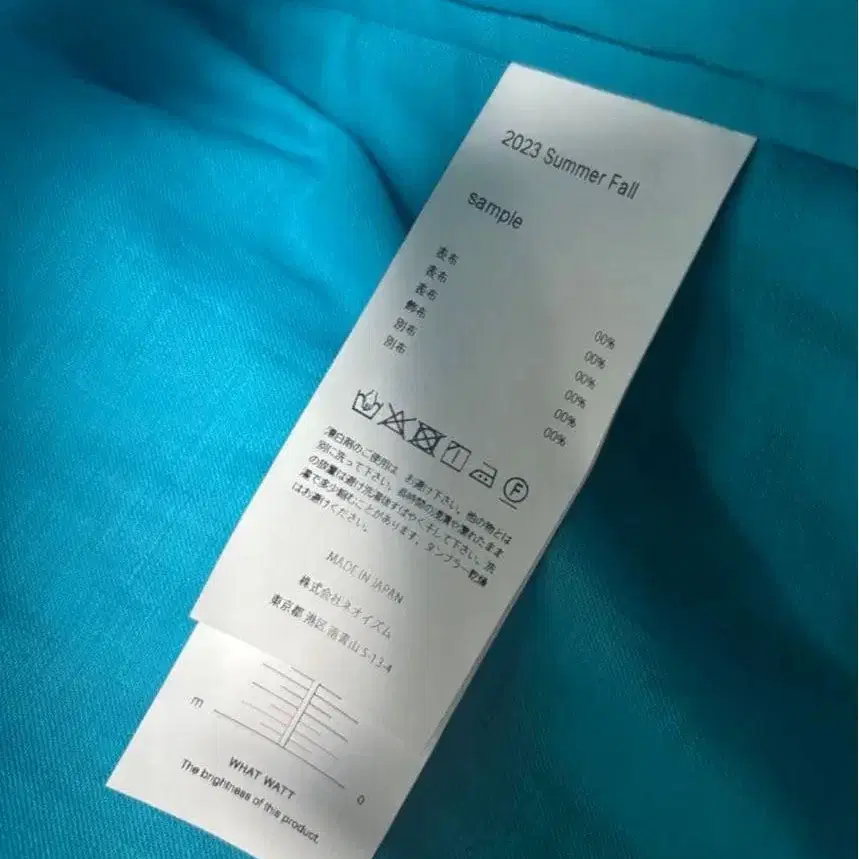 2023 Summer Fall
sample
表布 00%
表布 00%
表布 00%
飾布 00%
別布 00%
別布 00%
F
漂白剤のご使用は、お避け下さい。他の物とは
別に洗って下さい。長時間の浸漬や濡れたまま
の放置は避け洗濯後すばやく干して下さい。洗
濯で多少縮むことがあります。タンブラー乾燥
はお避けください。
MADE IN JAPAN
株式会社ネオイズム
東京都 港区 南青山 5-13-4
m
0
WHAT WATT
The brightness of this product.